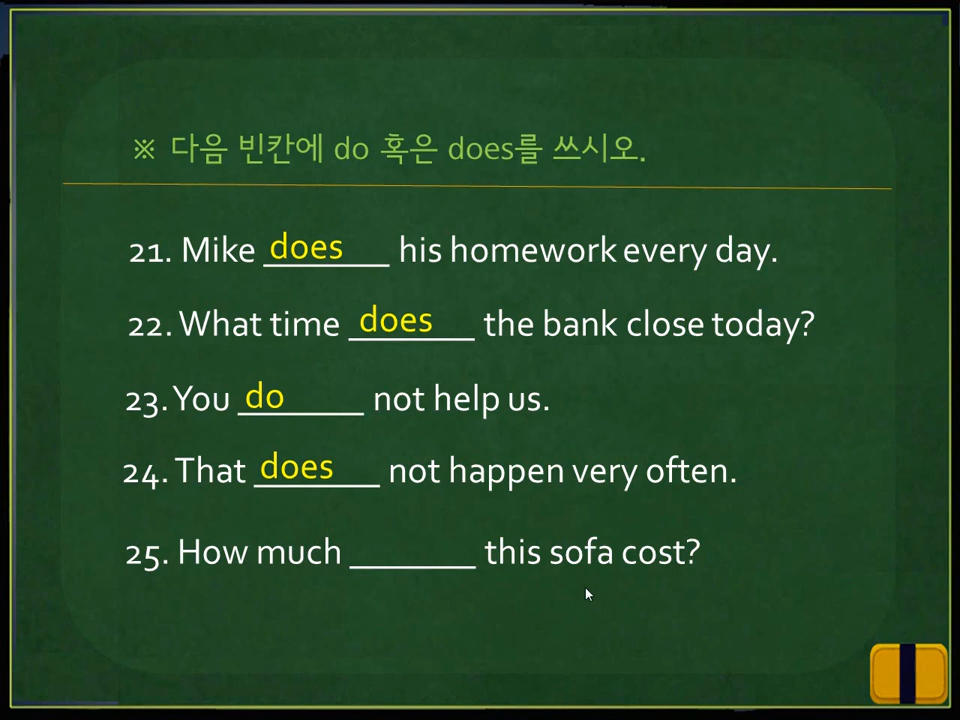 ※ 다음 빈칸에 do 혹은 does를 쓰시오.
21. Mike does his homework every day.
22. What time does the bank close today?
23. You do not help us.
24. That does not happen very often.
25. How much _______ this sofa cost?